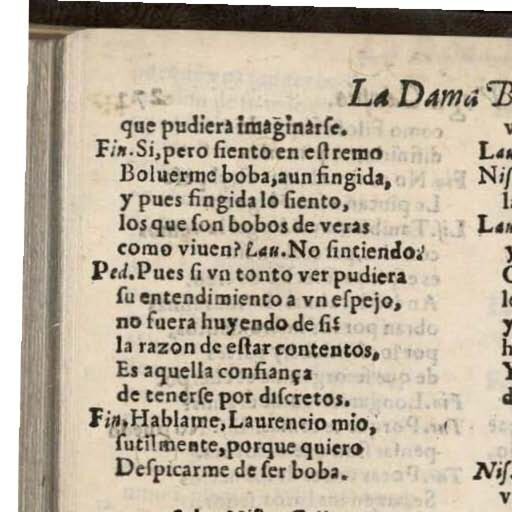 La Dama B
que pudiera imaginarſe.
Fin. Si, pero ſiento en eſtremo
Boluerme boba, aun fingida,
y pues fingida lo ſiento,
los que ſon bobos de veras
como viuen? Lau. No ſintiendo.
Ped. Pues ſi vn tonto ver pudiera
ſu entendimiento a vn eſpejo,
no fuera huyendo de ſi?
la razon de eſtar contentos,
Es aquella confiança
de tenerſe por diſcretos.
Fin. Hablame, Laurencio mio,
ſutilmente, porque quiero
Deſpicarme de ſer boba.
v
Lau
Niſ
la
Lau
y
C
le
y
h
Y
d
Niſ.
v